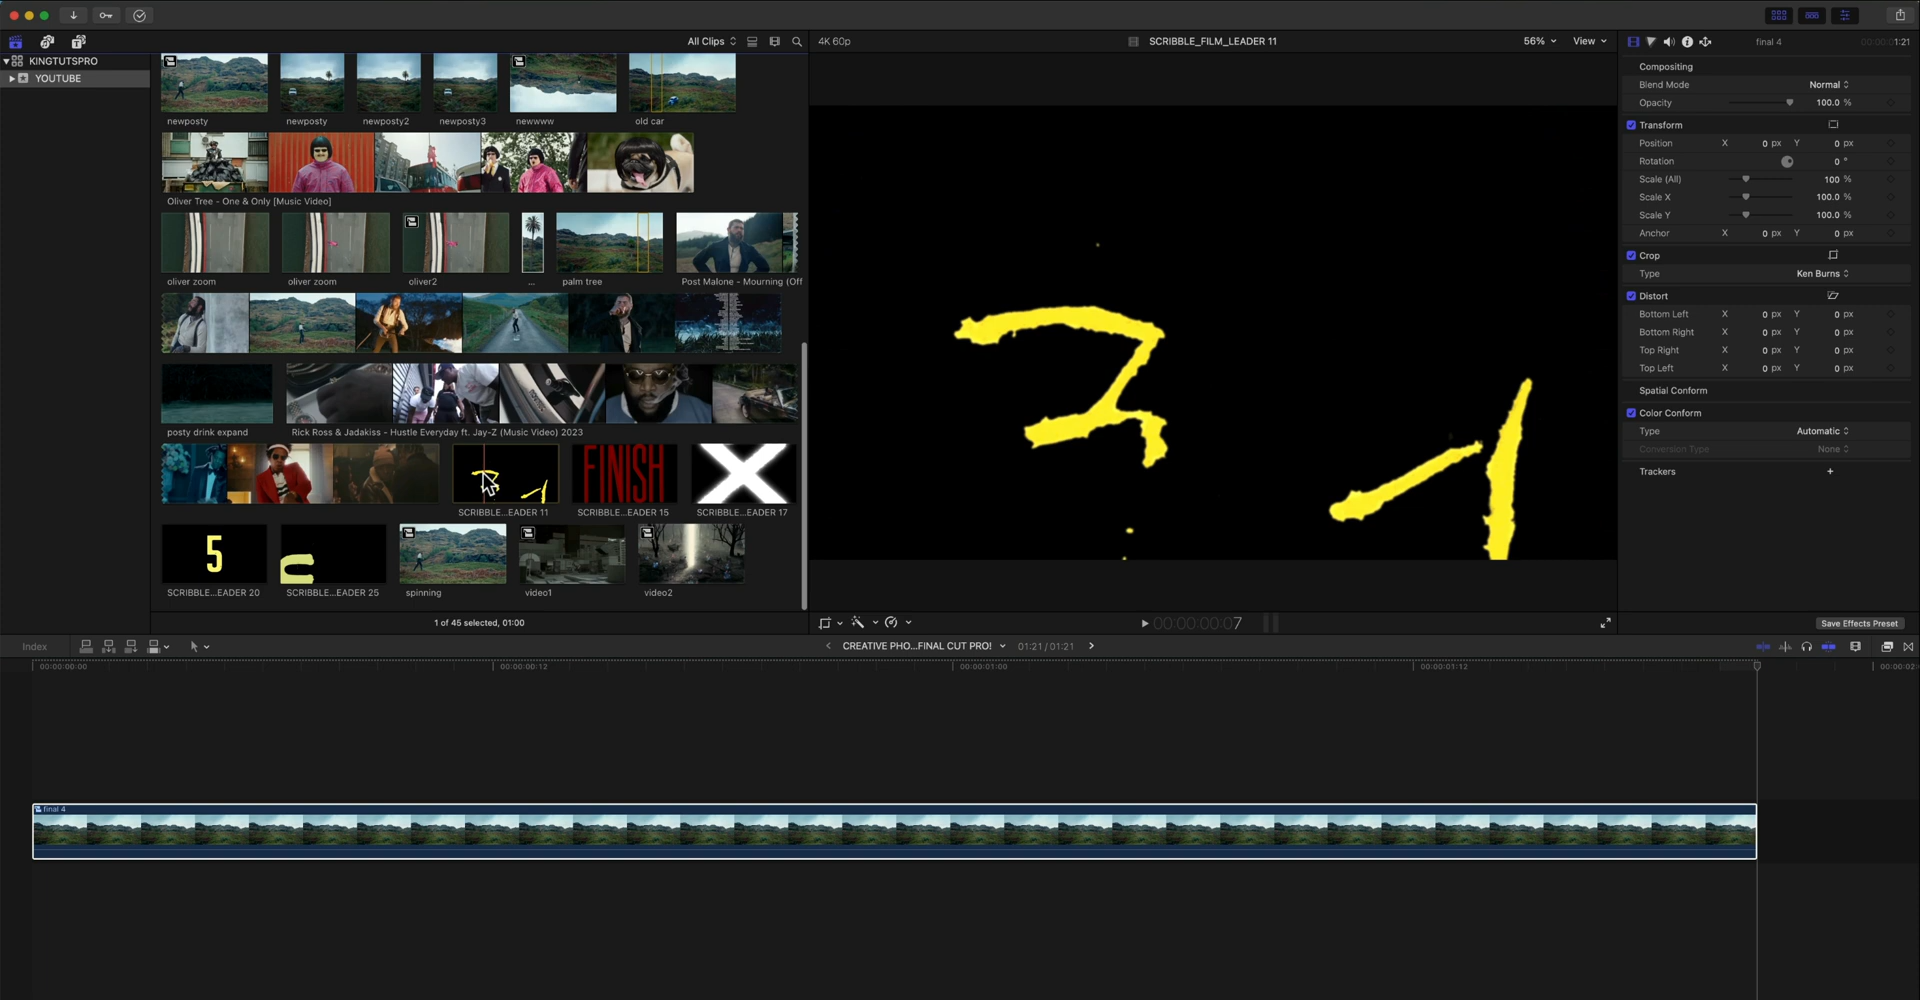 All Clips
4K 60p
SCRIBBLE_FILM_LEADER 11
56%
View
final 4
00:00:01:21
KINGTUTSPRO
YOUTUBE
newposty
newposty
newposty2
newposty3
newwww
old car
Oliver Tree - One & Only [Music Video]
oliver zoom
oliver zoom
oliver2
...
palm tree
Post Malone - Mourning (Off
posty drink expand
Rick Ross & Jadakiss - Hustle Everyday ft. Jay-Z (Music Video) 2023
FINISH
X
SCRIBBLE...EADER 11
SCRIBBLE...EADER 15
SCRIBBLE...EADER 17
5
SCRIBBLE...EADER 20
SCRIBBLE...EADER 25
spinning
video1
video2
1 of 45 selected, 01:00
00:00:00:07
Compositing
Blend Mode Normal
Opacity 100.0 %
Transform
Position X 0 px Y 0 px
Rotation 0 °
Scale (All) 100 %
Scale X 100.0 %
Scale Y 100.0 %
Anchor X 0 px Y 0 px
Crop
Type Ken Burns
Distort
Bottom Left X 0 px Y 0 px
Bottom Right X 0 px Y 0 px
Top Right X 0 px Y 0 px
Top Left X 0 px Y 0 px
Spatial Conform
Color Conform
Type Automatic
Conversion Type None
Trackers +
Save Effects Preset
Index
CREATIVE PHO...FINAL CUT PRO!
01:21 / 01:21
00:00:00:00
00:00:00:12
00:00:01:00
00:00:01:12
00:00:02:
final 4